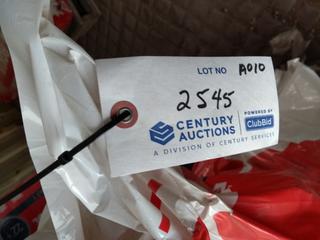 LOT NO A010
2545
CENTURY AUCTIONS
POWERED BY ClubBid
A DIVISION OF CENTURY SERVICES